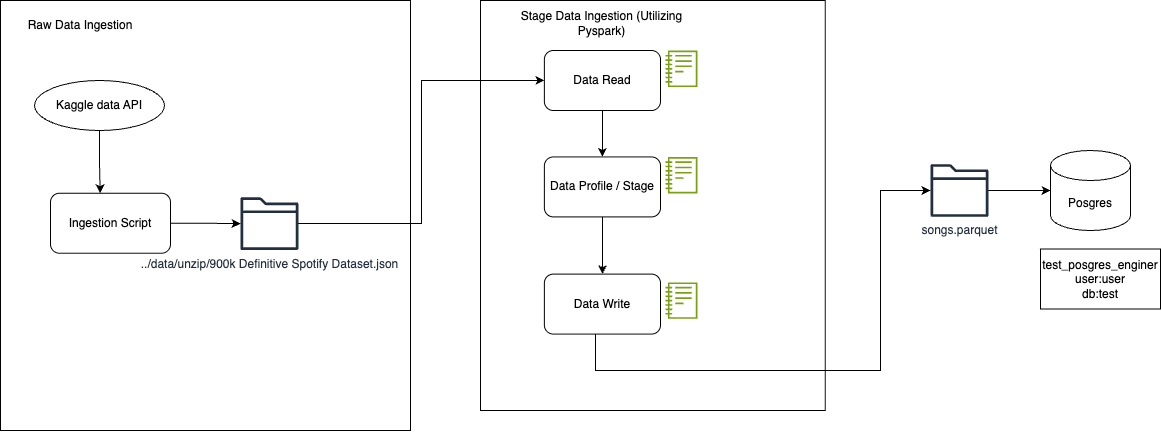 Raw Data Ingestion
Kaggle data API
Ingestion Script
../data/unzip/900k Definitive Spotify Dataset.json
Stage Data Ingestion (Utilizing
Pyspark)
Data Read
Data Profile / Stage
Data Write
songs.parquet
Posgres
test_posgres_enginer
user:user
db:test